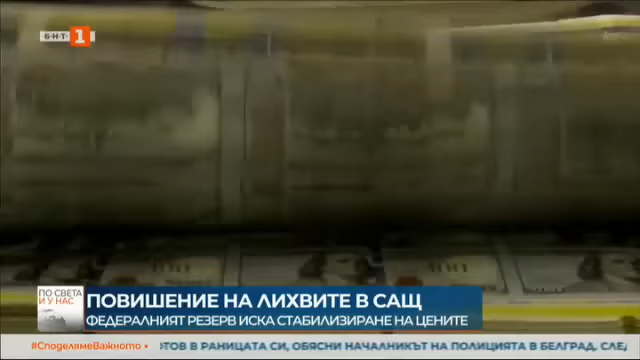 БНТ 1
ПО СВЕТА
И У НАС
ПОВИШЕНИЕ НА ЛИХВИТЕ В САЩ
ФЕДЕРАЛНИЯТ РЕЗЕРВ ИСКА СТАБИЛИЗИРАНЕ НА ЦЕНИТЕ
#СподелямеВажното • ТОВ В РАНИЦАТА СИ, ОБЯСНИ НАЧАЛНИКЪТ НА ПОЛИЦИЯТА В БЕЛГРАД. СЛЕД